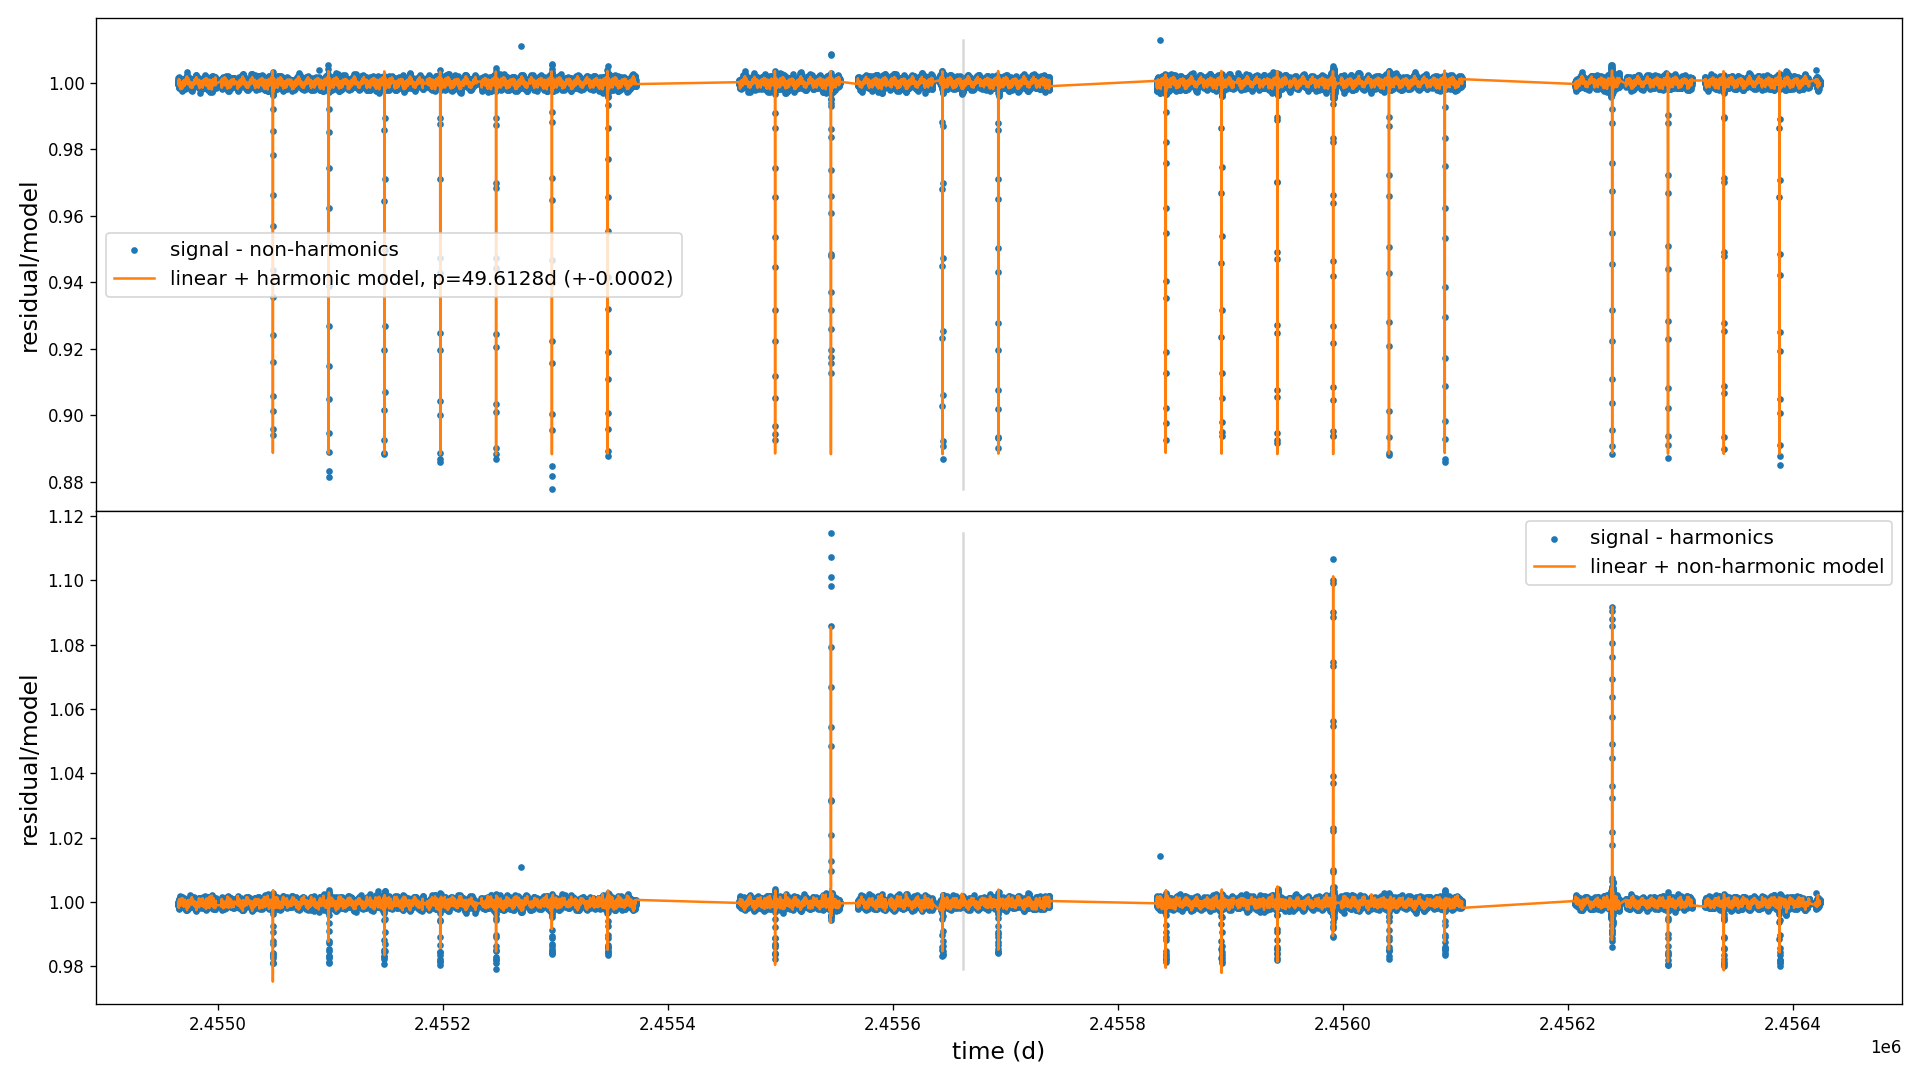 1.00
0.98
0.96
0.94
0.92
0.90
0.88
residual/model
signal - non-harmonics
linear + harmonic model, p=49.6128d (+-0.0002)
1.12
1.10
1.08
1.06
1.04
1.02
1.00
0.98
residual/model
signal - harmonics
linear + non-harmonic model
2.4550 2.4552 2.4554 2.4556 2.4558 2.4560 2.4562 2.4564
time (d)
1e6